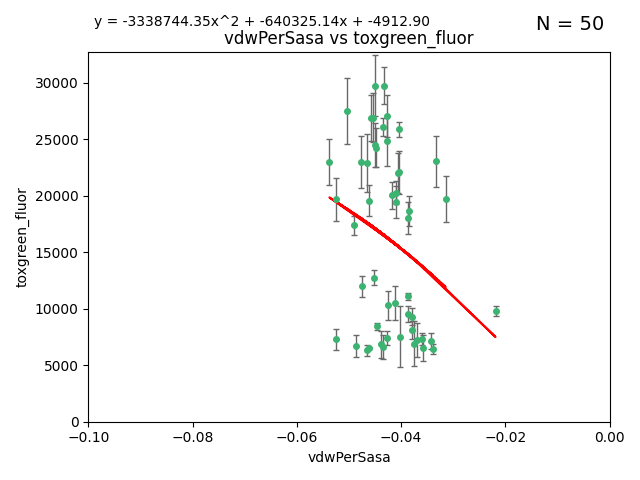 y = -3338744.35x^2 + -640325.14x + -4912.90
N = 50
vdwPerSasa vs toxgreen_fluor
30000
25000
20000
15000
10000
5000
0
toxgreen_fluor
−0.10 −0.08 −0.06 −0.04 −0.02 0.00
vdwPerSasa